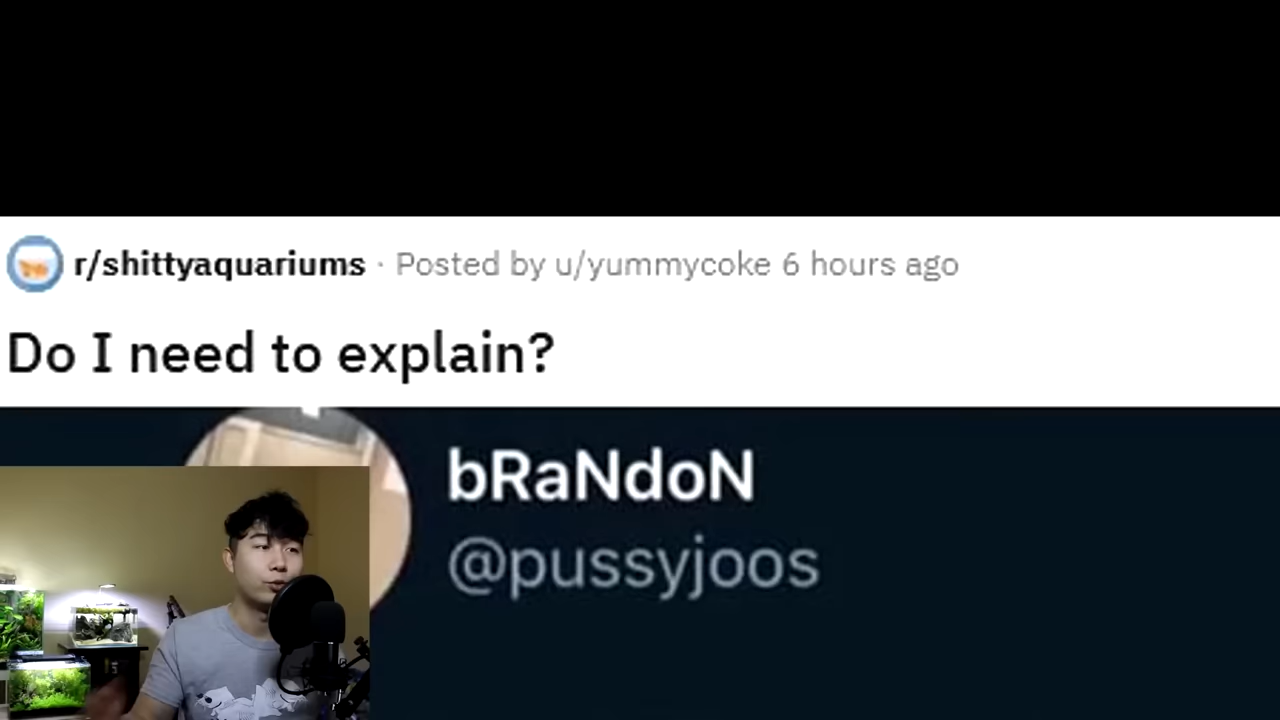 r/shittyaquariums · Posted by u/yummycoke 6 hours ago
Do I need to explain?
bRaNdoN
@pussyjoos